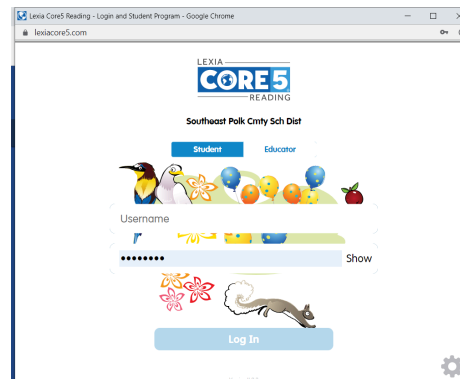 Lexia Core5 Reading - Login and Student Program - Google Chrome
lexiacore5.com
LEXIA
CORE5
READING
Southeast Polk Cmty Sch Dist
Student Educator
Username
•••••••• Show
Log In